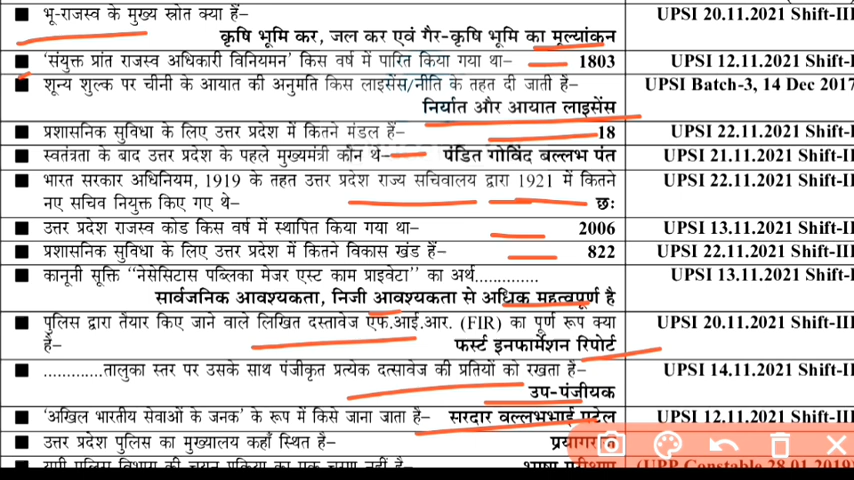 ■ भू-राजस्व के मुख्य स्रोत क्या हैं- UPSI 20.11.2021 Shift-II
कृषि भूमि कर, जल कर एवं गैर-कृषि भूमि का मूल्यांकन
■ 'संयुक्त प्रांत राजस्व अधिकारी विनियमन' किस वर्ष में पारित किया गया था- 1803 UPSI 12.11.2021 Shift-I
■ शून्य शुल्क पर चीनी के आयात की अनुमति किस लाइसेंस/नीति के तहत दी जाती हैं- UPSI Batch-3, 14 Dec 2017
निर्यात और आयात लाइसेंस
■ प्रशासनिक सुविधा के लिए उत्तर प्रदेश में कितने मंडल हैं- 18 UPSI 22.11.2021 Shift-I
■ स्वतंत्रता के बाद उत्तर प्रदेश के पहले मुख्यमंत्री कौन थे- पंडित गोविंद बल्लभ पंत UPSI 21.11.2021 Shift-II
■ भारत सरकार अधिनियम, 1919 के तहत उत्तर प्रदेश राज्य सचिवालय द्वारा 1921 में कितने UPSI 22.11.2021 Shift-II
नए सचिव नियुक्त किए गए थे- छः
■ उत्तर प्रदेश राजस्व कोड किस वर्ष में स्थापित किया गया था- 2006 UPSI 13.11.2021 Shift-II
■ प्रशासनिक सुविधा के लिए उत्तर प्रदेश में कितने विकास खंड हैं- 822 UPSI 22.11.2021 Shift-III
■ कानूनी सूक्ति "नेसेसिटास पब्लिका मेजर एस्ट काम प्राइवेटा" का अर्थ.............. UPSI 13.11.2021 Shift-I
सार्वजनिक आवश्यकता, निजी आवश्यकता से अधिक महत्वपूर्ण है
■ पुलिस द्वारा तैयार किए जाने वाले लिखित दस्तावेज एफ.आई.आर. (FIR) का पूर्ण रूप क्या UPSI 20.11.2021 Shift-III
हैं- फर्स्ट इनफार्मेशन रिपोर्ट
■ .............तालुका स्तर पर उसके साथ पंजीकृत प्रत्येक दत्सावेज की प्रतियों को रखता है- UPSI 14.11.2021 Shift-II
उप-पंजीयक
■ 'अखिल भारतीय सेवाओं के जनक' के रूप में किसे जाना जाता है- सरदार वल्लभभाई पटेल UPSI 12.11.2021 Shift-II
■ उत्तर प्रदेश पुलिस का मुख्यालय कहाँ स्थित है-
(UPP Constable 28.01.2019)